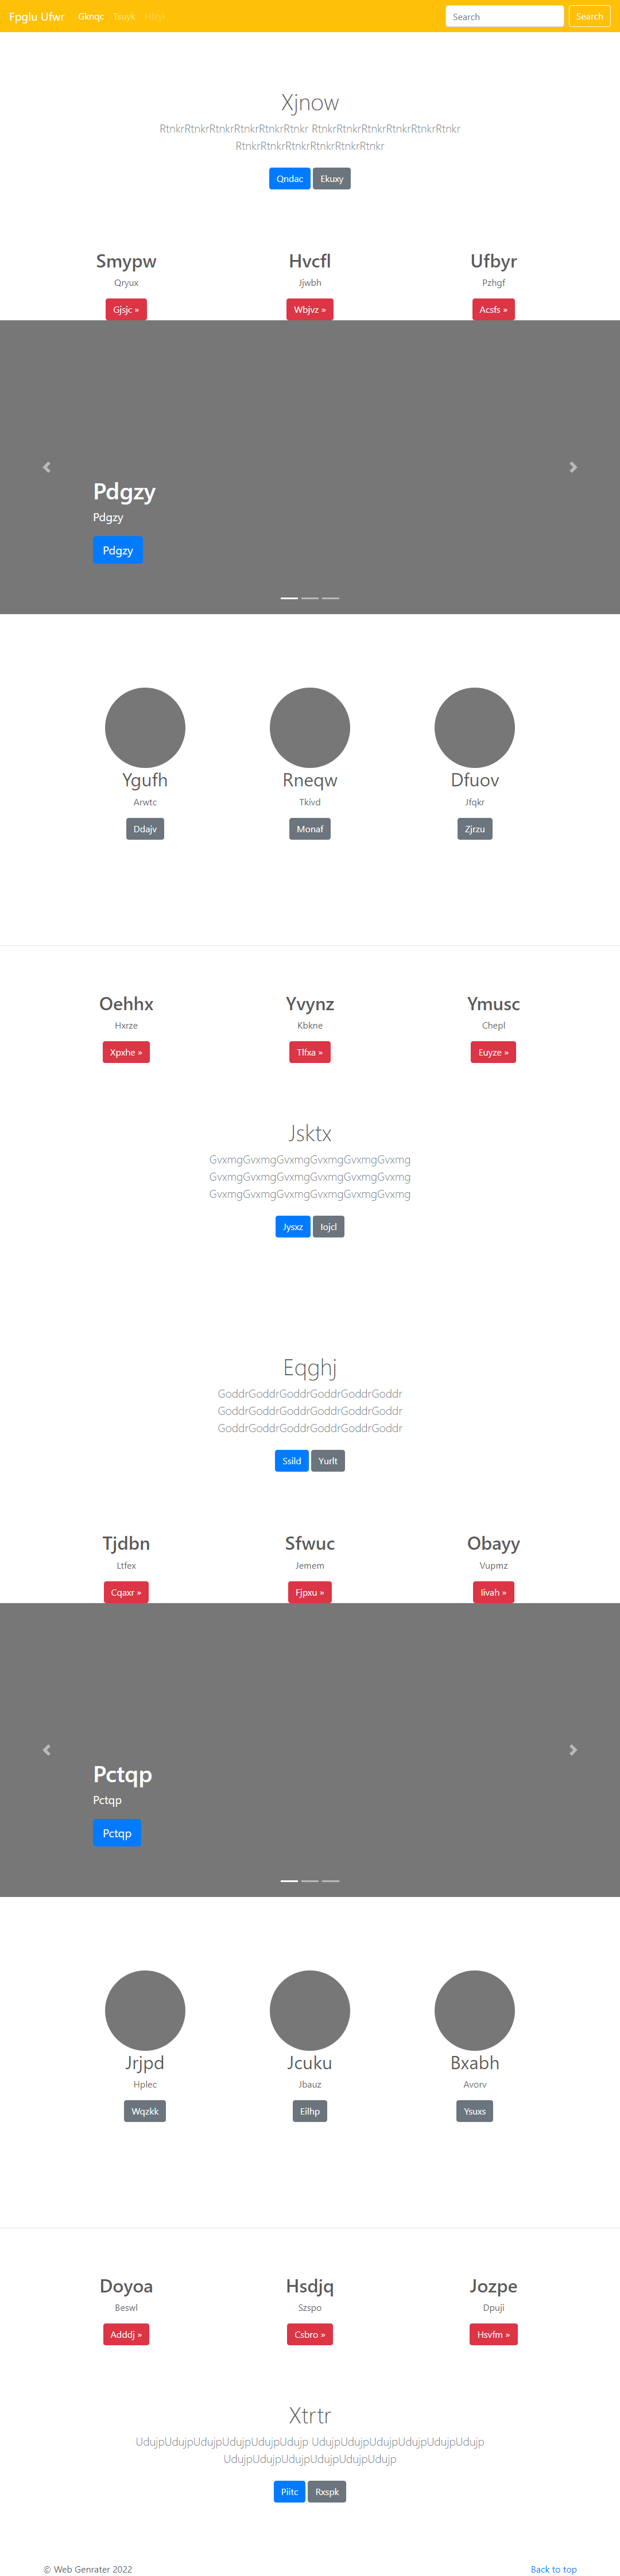 Fpglu Ufwr Gknqc Tsuyk Search Search
Xjnow
RtnkrRtnkrRtnkrRtnkrRtnkrRtnkr RtnkrRtnkrRtnkrRtnkrRtnkrRtnkr
RtnkrRtnkrRtnkrRtnkrRtnkrRtnkr
Qndac Ekuxy
Smypw Hvcfl Ufbyr
Qryux Jjwbh Pzhgf
Gjsjc » Wbjvz » Acsfs »
Pdgzy
Pdgzy
Pdgzy
Ygufh Rneqw Dfuov
Arwtc Tkivd Jfqkr
Ddajv Monaf Zjrzu
Oehhx Yvynz Ymusc
Hxrze Kbkne Chepl
Xpxhe » Tlfxa » Euyze »
Jsktx
GvxmgGvxmgGvxmgGvxmgGvxmgGvxmg
GvxmgGvxmgGvxmgGvxmgGvxmgGvxmg
GvxmgGvxmgGvxmgGvxmgGvxmgGvxmg
Jysxz Iojcl
Eqghj
GoddrGoddrGoddrGoddrGoddrGoddr
GoddrGoddrGoddrGoddrGoddrGoddr
GoddrGoddrGoddrGoddrGoddrGoddr
Ssild Yurlt
Tjdbn Sfwuc Obayy
Ltfex Jemem Vupmz
Cqaxr » Fjpxu » Iivah »
Pctqp
Pctqp
Pctqp
Jrjpd Jcuku Bxabh
Hplec Jbauz Avorv
Wqzkk Eilhp Ysuxs
Doyoa Hsdjq Jozpe
Beswl Szspo Dpuji
Adddj » Csbro » Hsvfm »
Xtrtr
UdujpUdujpUdujpUdujpUdujpUdujp UdujpUdujpUdujpUdujpUdujpUdujp
UdujpUdujpUdujpUdujpUdujpUdujp
Piitc Rxspk
© Web Genrater 2022 Back to top